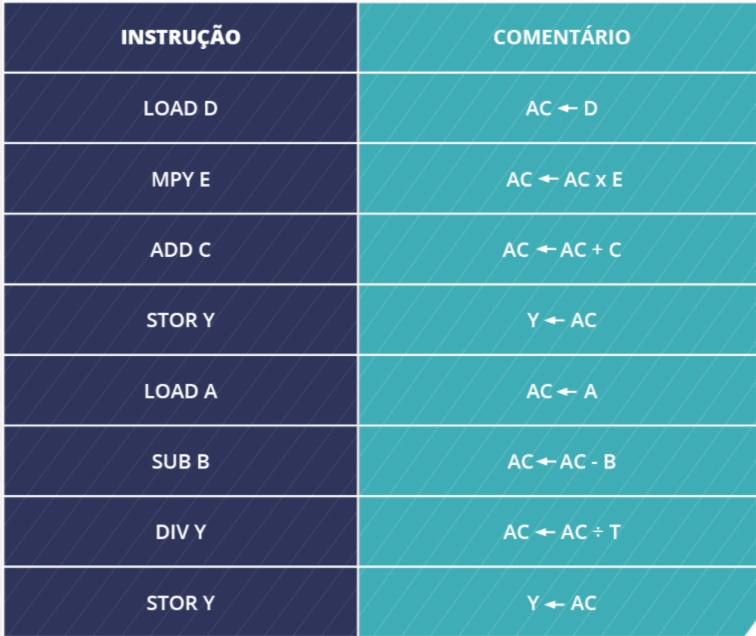 INSTRUÇÃO COMENTÁRIO
LOAD D AC ← D
MPY E AC ← AC x E
ADD C AC ← AC + C
STOR Y Y ← AC
LOAD A AC ← A
SUB B AC ← AC - B
DIV Y AC ← AC ÷ T
STOR Y Y ← AC